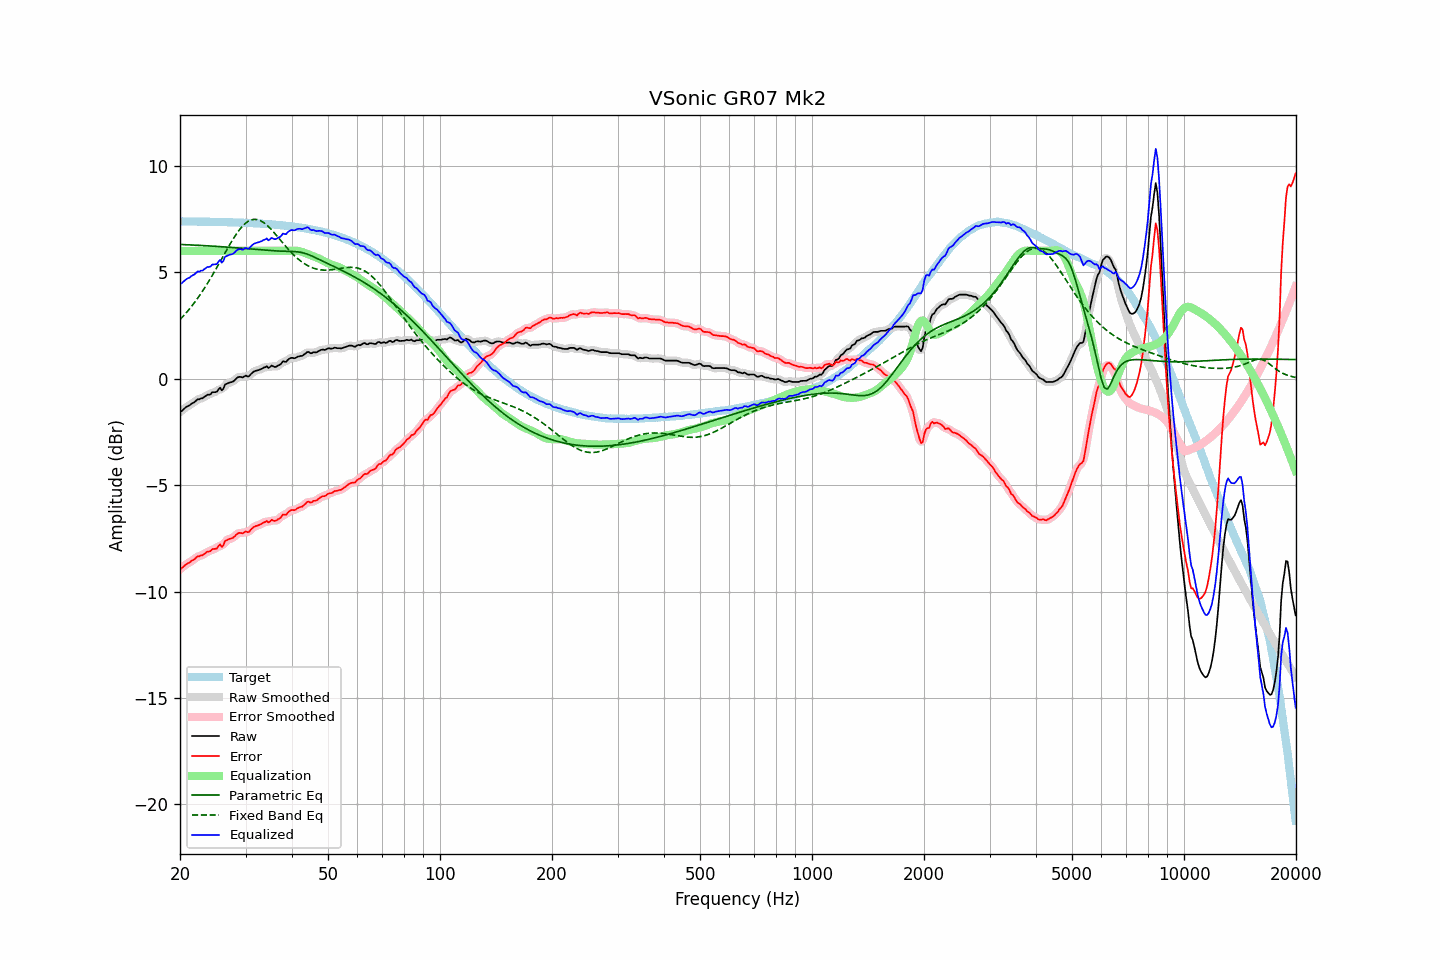 VSonic GR07 Mk2
Amplitude (dBr)
10
5
0
−5
−10
−15
−20
Target
Raw Smoothed
Error Smoothed
Raw
Error
Equalization
Parametric Eq
Fixed Band Eq
Equalized
20 50 100 200 500 1000 2000 5000 10000 20000
Frequency (Hz)